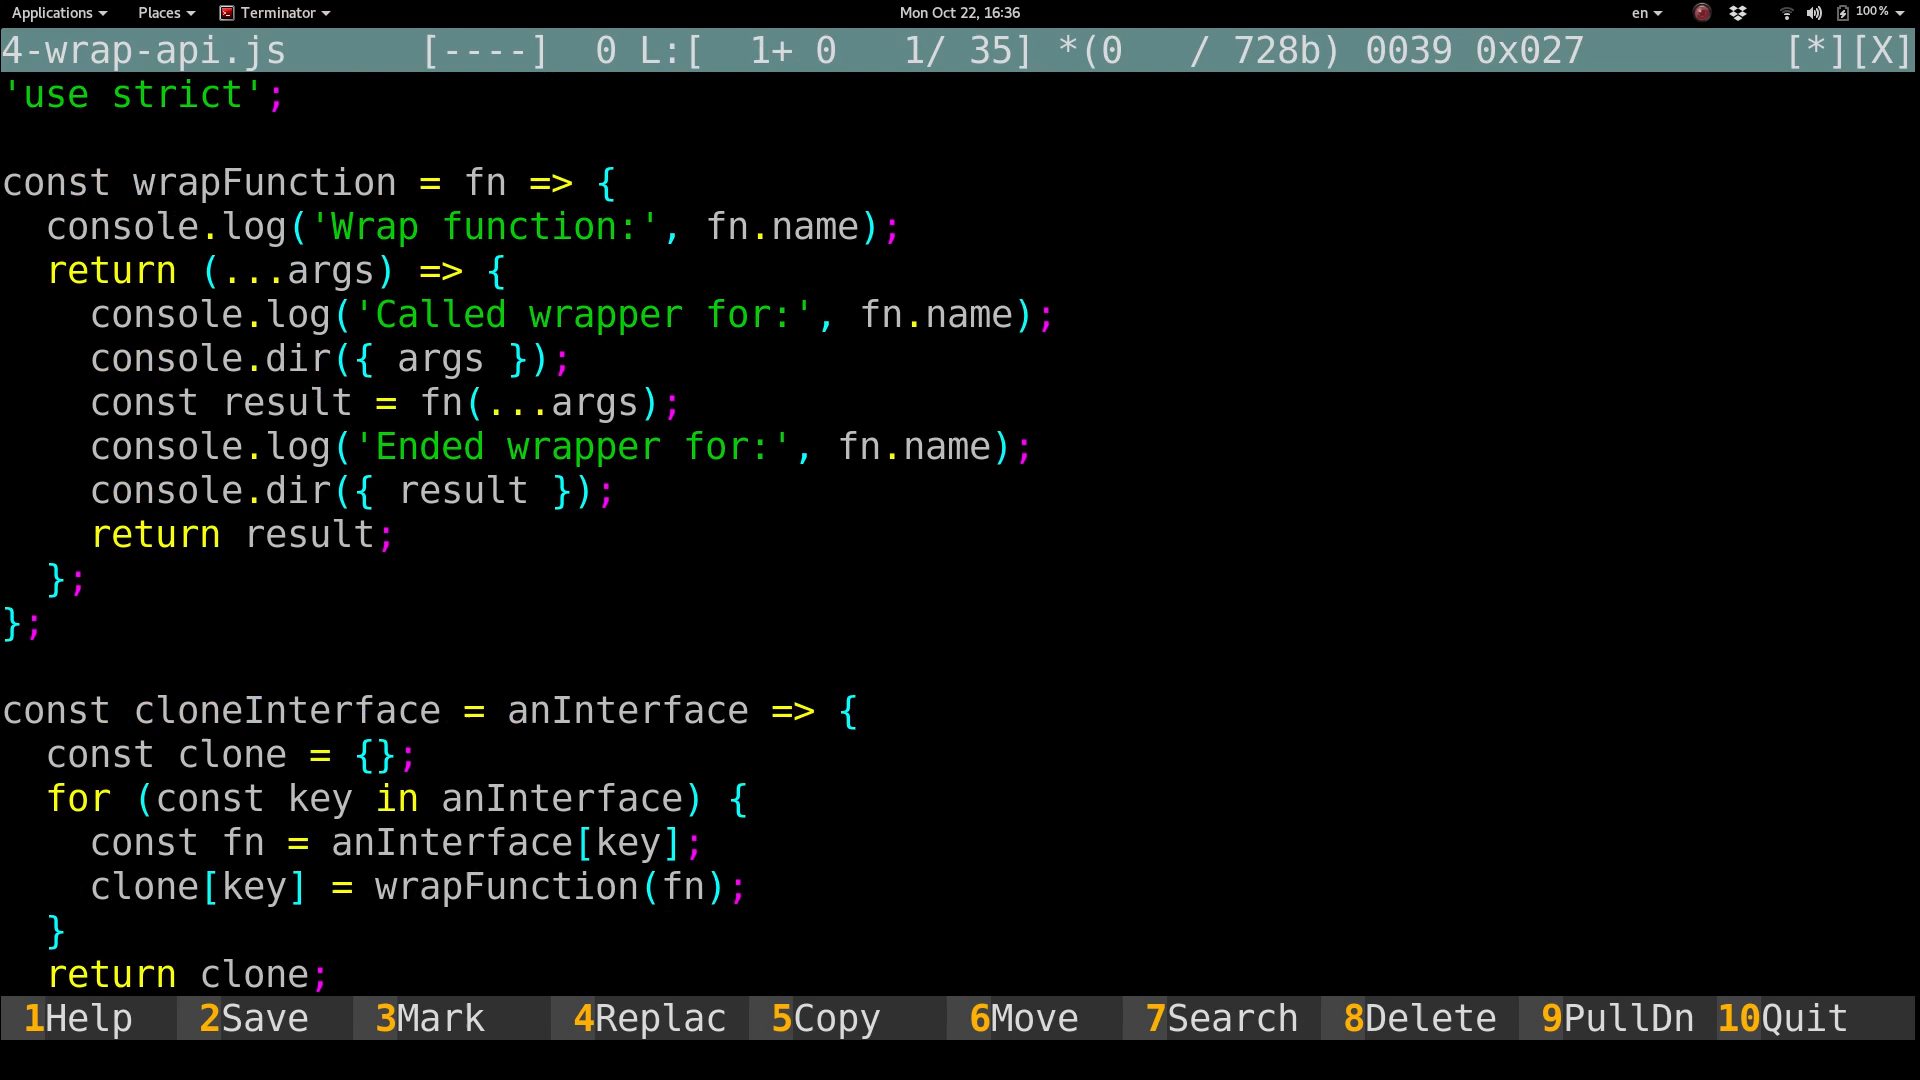 Applications Places Terminator Mon Oct 22, 16:36 en 100%
4-wrap-api.js [----] 0 L:[ 1+ 0 1/ 35] *(0 / 728b) 0039 0x027 [*][X]
'use strict';
const wrapFunction = fn => {
  console.log('Wrap function:', fn.name);
  return (...args) => {
    console.log('Called wrapper for:', fn.name);
    console.dir({ args });
    const result = fn(...args);
    console.log('Ended wrapper for:', fn.name);
    console.dir({ result });
    return result;
  };
};
const cloneInterface = anInterface => {
  const clone = {};
  for (const key in anInterface) {
    const fn = anInterface[key];
    clone[key] = wrapFunction(fn);
  }
  return clone;
1Help 2Save 3Mark 4Replac 5Copy 6Move 7Search 8Delete 9PullDn 10Quit